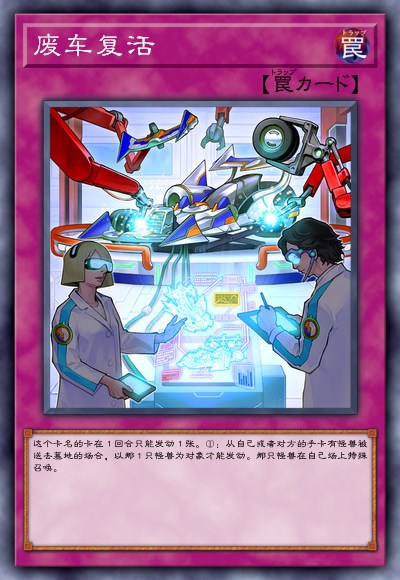 废车复活
トラップ
罠
【罠カード】
トラップ
这个卡名的卡在1回合只能发动1张。①：从自己或者对方的手卡有怪兽被
送去墓地的场合，以那1只怪兽为对象才能发动。那只怪兽在自己场上特殊
召唤。